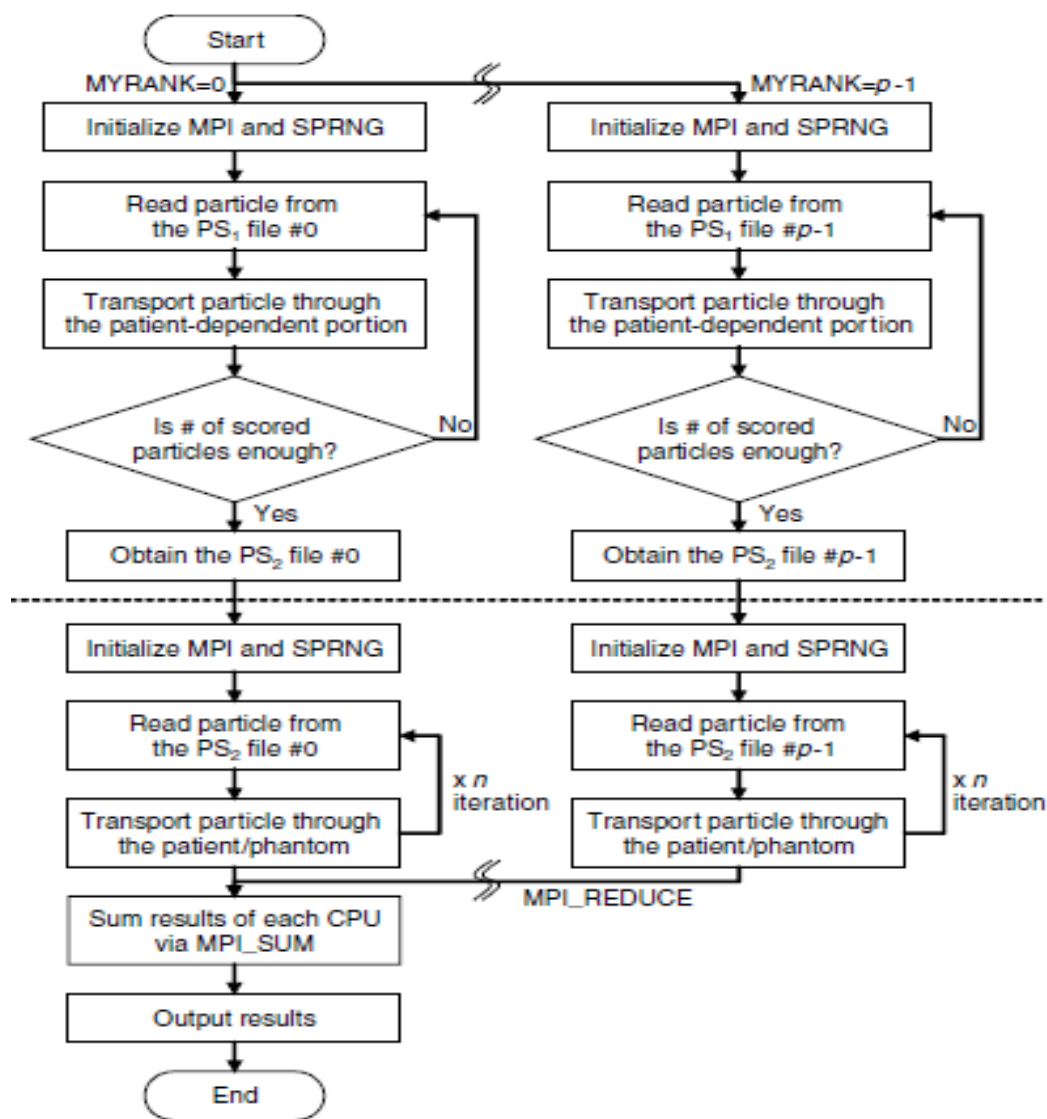 Start
MYRANK=0
MYRANK=p-1
Initialize MPI and SPRNG
Initialize MPI and SPRNG
Read particle from
the PS₁ file #0
Read particle from
the PS₁ file #p-1
Transport particle through
the patient-dependent portion
Transport particle through
the patient-dependent portion
Is # of scored
particles enough?
No
Is # of scored
particles enough?
No
Yes
Yes
Obtain the PS₂ file #0
Obtain the PS₂ file #p-1
Initialize MPI and SPRNG
Initialize MPI and SPRNG
Read particle from
the PS₂ file #0
Read particle from
the PS₂ file #p-1
x n
iteration
x n
iteration
Transport particle through
the patient/phantom
Transport particle through
the patient/phantom
MPI_REDUCE
Sum results of each CPU
via MPI_SUM
Output results
End